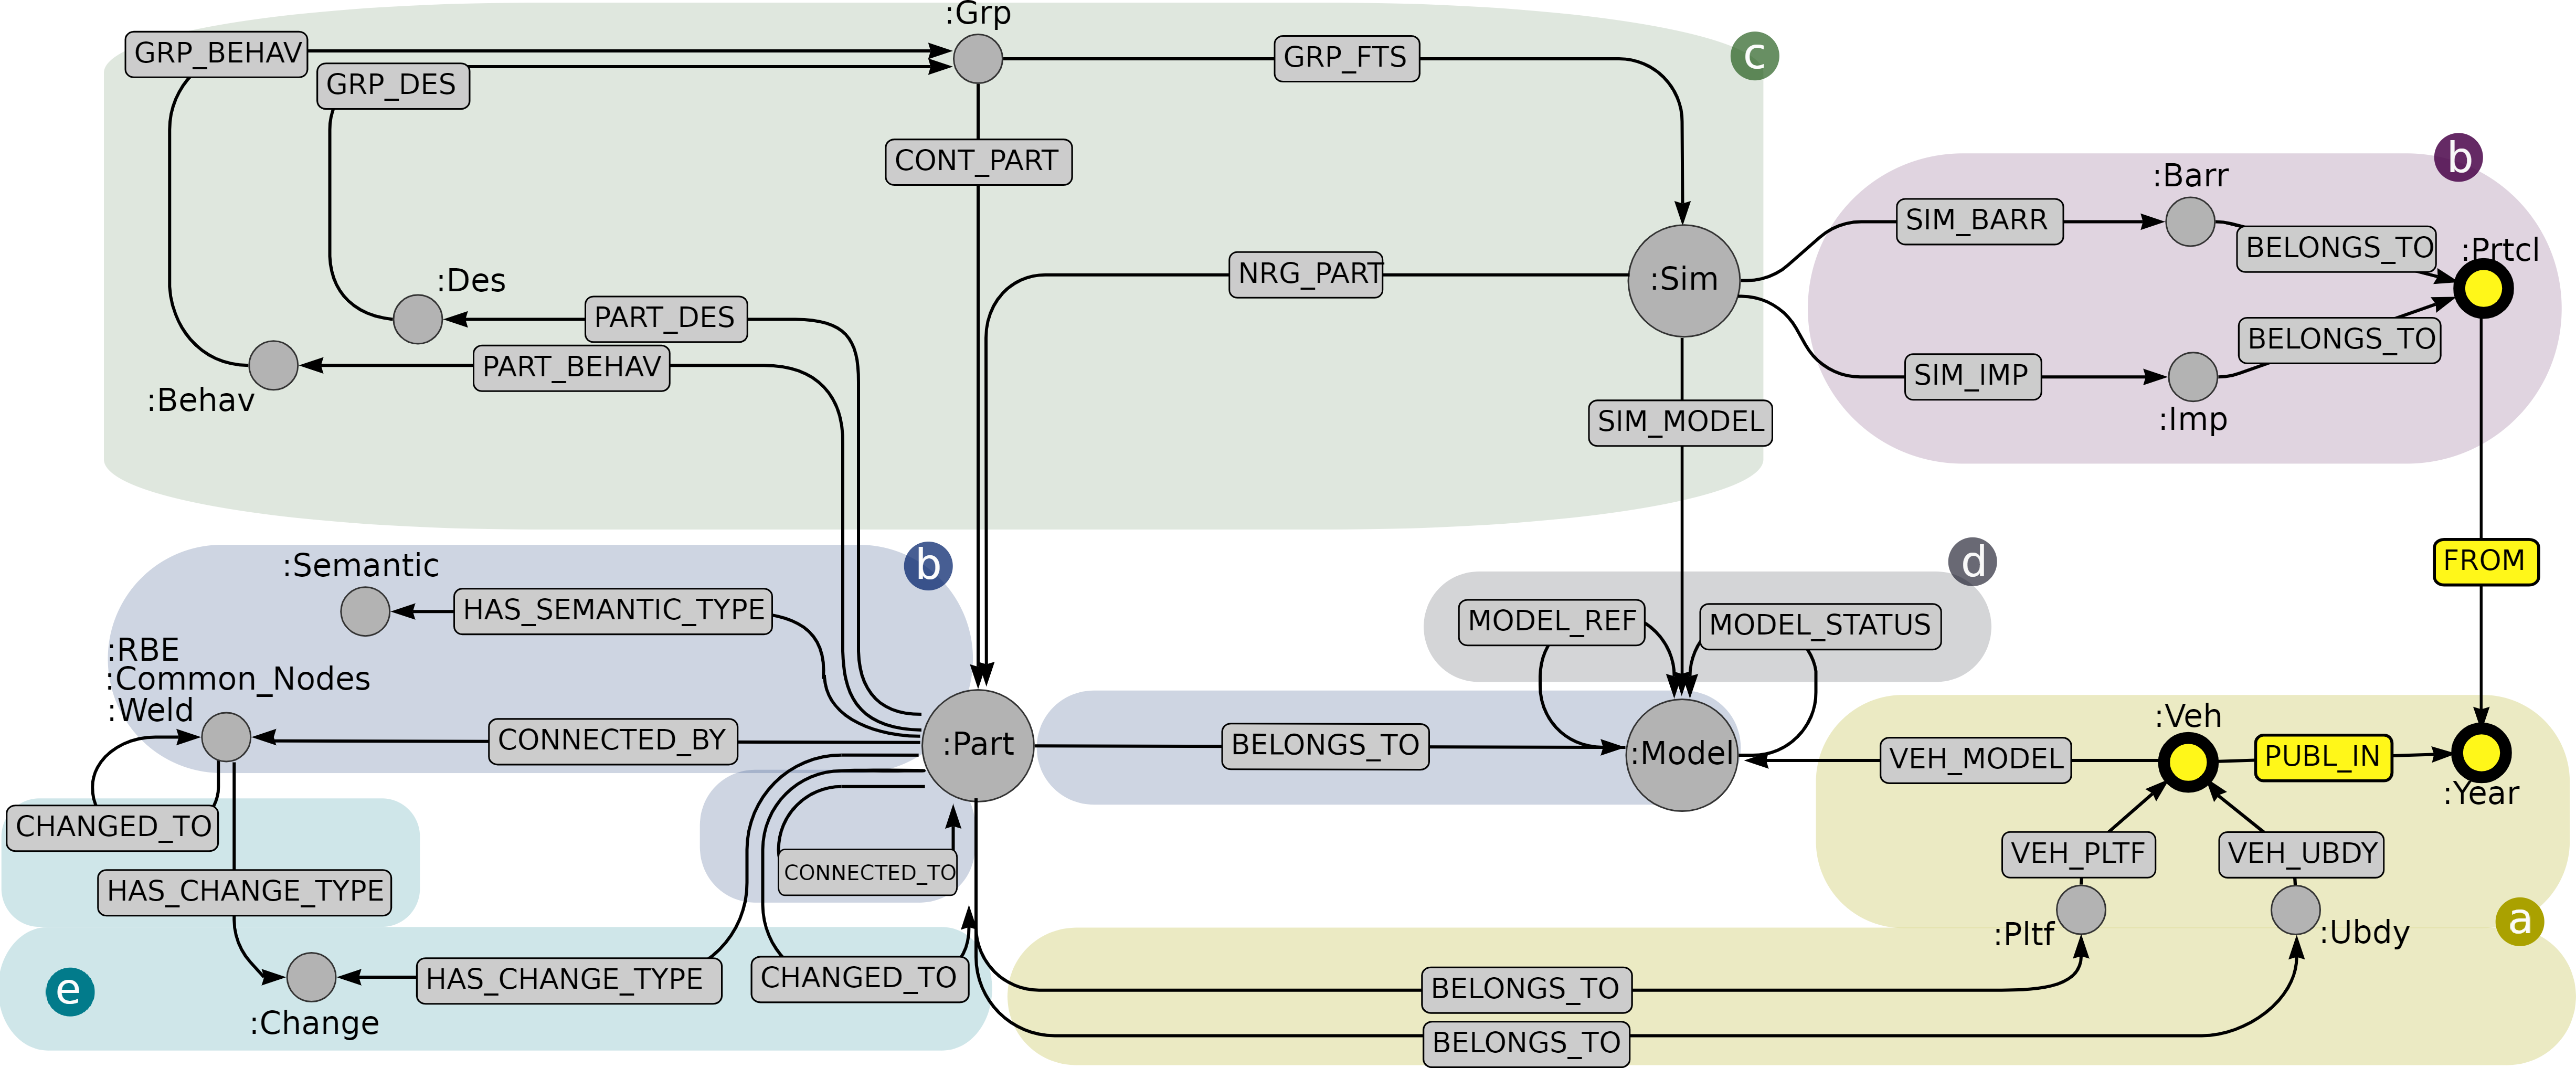 :Grp
GRP_BEHAV
GRP_FTS
c
GRP_DES
CONT_PART
b
:Barr
SIM_BARR
BELONGS_TO
:Prtcl
NRG_PART
:Sim
:Des
PART_DES
BELONGS_TO
PART_BEHAV
SIM_IMP
:Behav
:Imp
SIM_MODEL
:Semantic
b
d
FROM
HAS_SEMANTIC_TYPE
MODEL_REF
MODEL_STATUS
:RBE
:Common_Nodes
:Weld
:Veh
CONNECTED_BY
:Part
BELONGS_TO
:Model
VEH_MODEL
PUBL_IN
:Year
CHANGED_TO
VEH_PLTF
VEH_UBDY
CONNECTED_TO
HAS_CHANGE_TYPE
a
:Pltf
:Ubdy
e
HAS_CHANGE_TYPE
CHANGED_TO
BELONGS_TO
:Change
BELONGS_TO